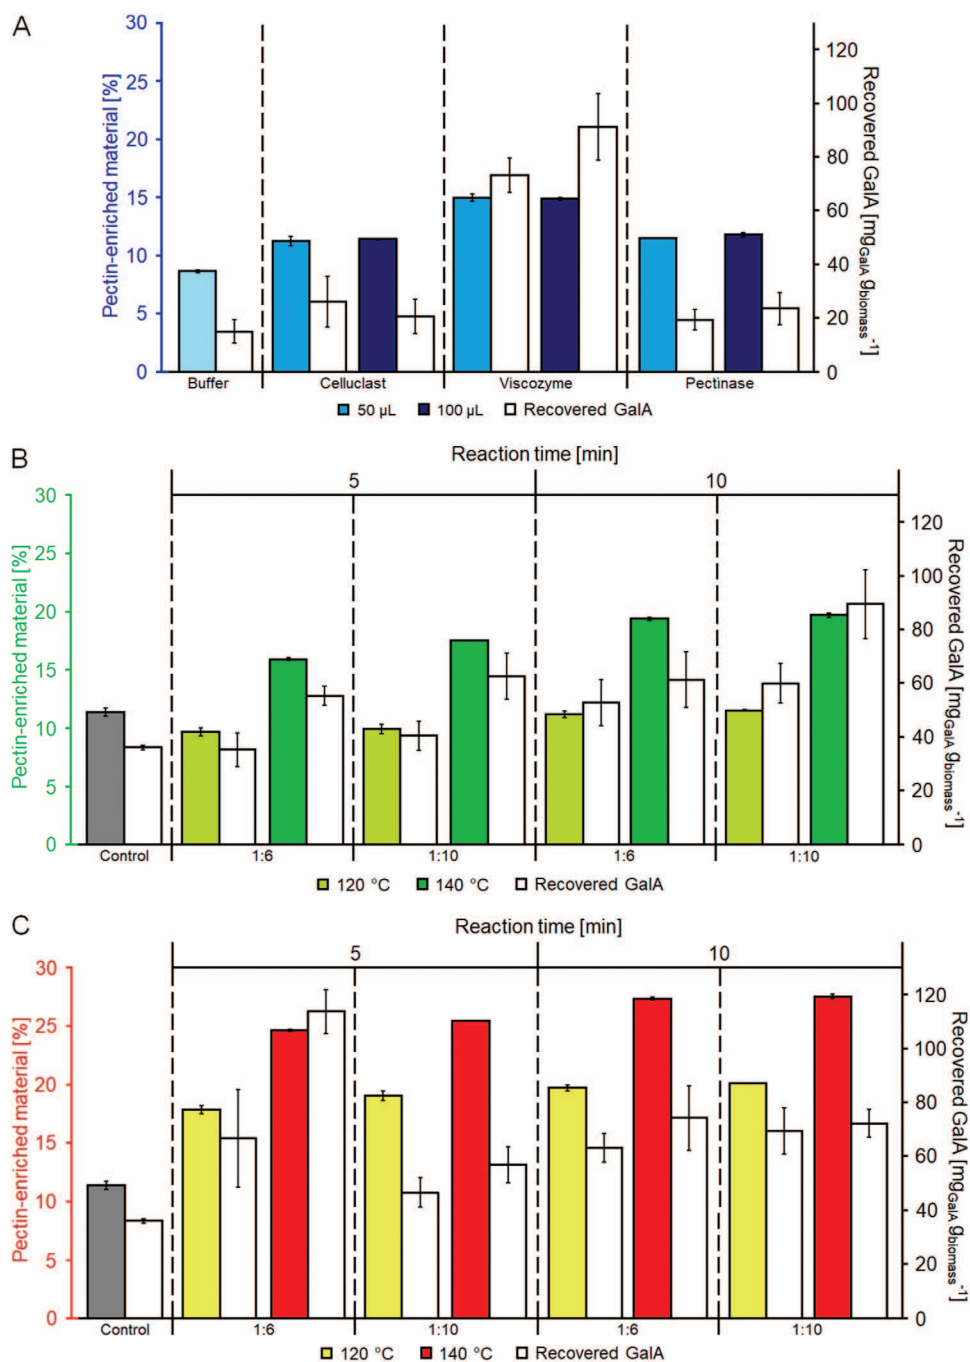 A
Pectin-enriched material [%]
30
25
20
15
10
5
0
120
100
80
60
40
20
0
Recovered GalA [mgGalA gbiomass-1]
Buffer Celluclast Viscozyme Pectinase
50 µL 100 µL Recovered GalA
B
Reaction time [min]
5 10
Pectin-enriched material [%]
30
25
20
15
10
5
0
120
100
80
60
40
20
0
Recovered GalA [mgGalA gbiomass-1]
Control 1:6 1:10 1:6 1:10
120 °C 140 °C Recovered GalA
C
Reaction time [min]
5 10
Pectin-enriched material [%]
30
25
20
15
10
5
0
120
100
80
60
40
20
0
Recovered GalA [mgGalA gbiomass-1]
Control 1:6 1:10 1:6 1:10
120 °C 140 °C Recovered GalA